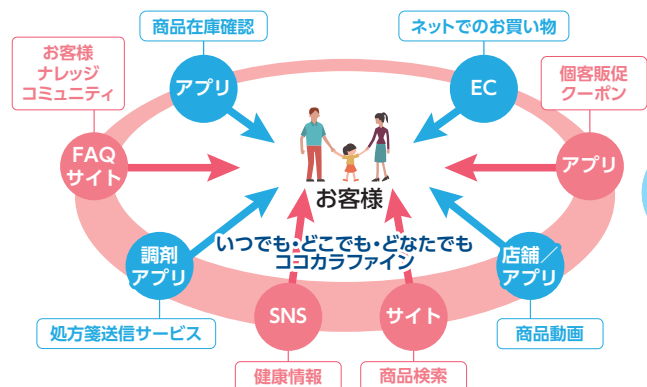 商品在庫確認
ネットでのお買い物
お客様
ナレッジ
コミュニティ
アプリ
EC
個客販促
クーポン
FAQ
サイト
アプリ
お客様
いつでも・どこでも・どなたでも
ココカラファイン
調剤
アプリ
店舗／
アプリ
処方箋送信サービス
SNS
サイト
商品動画
健康情報
商品検索